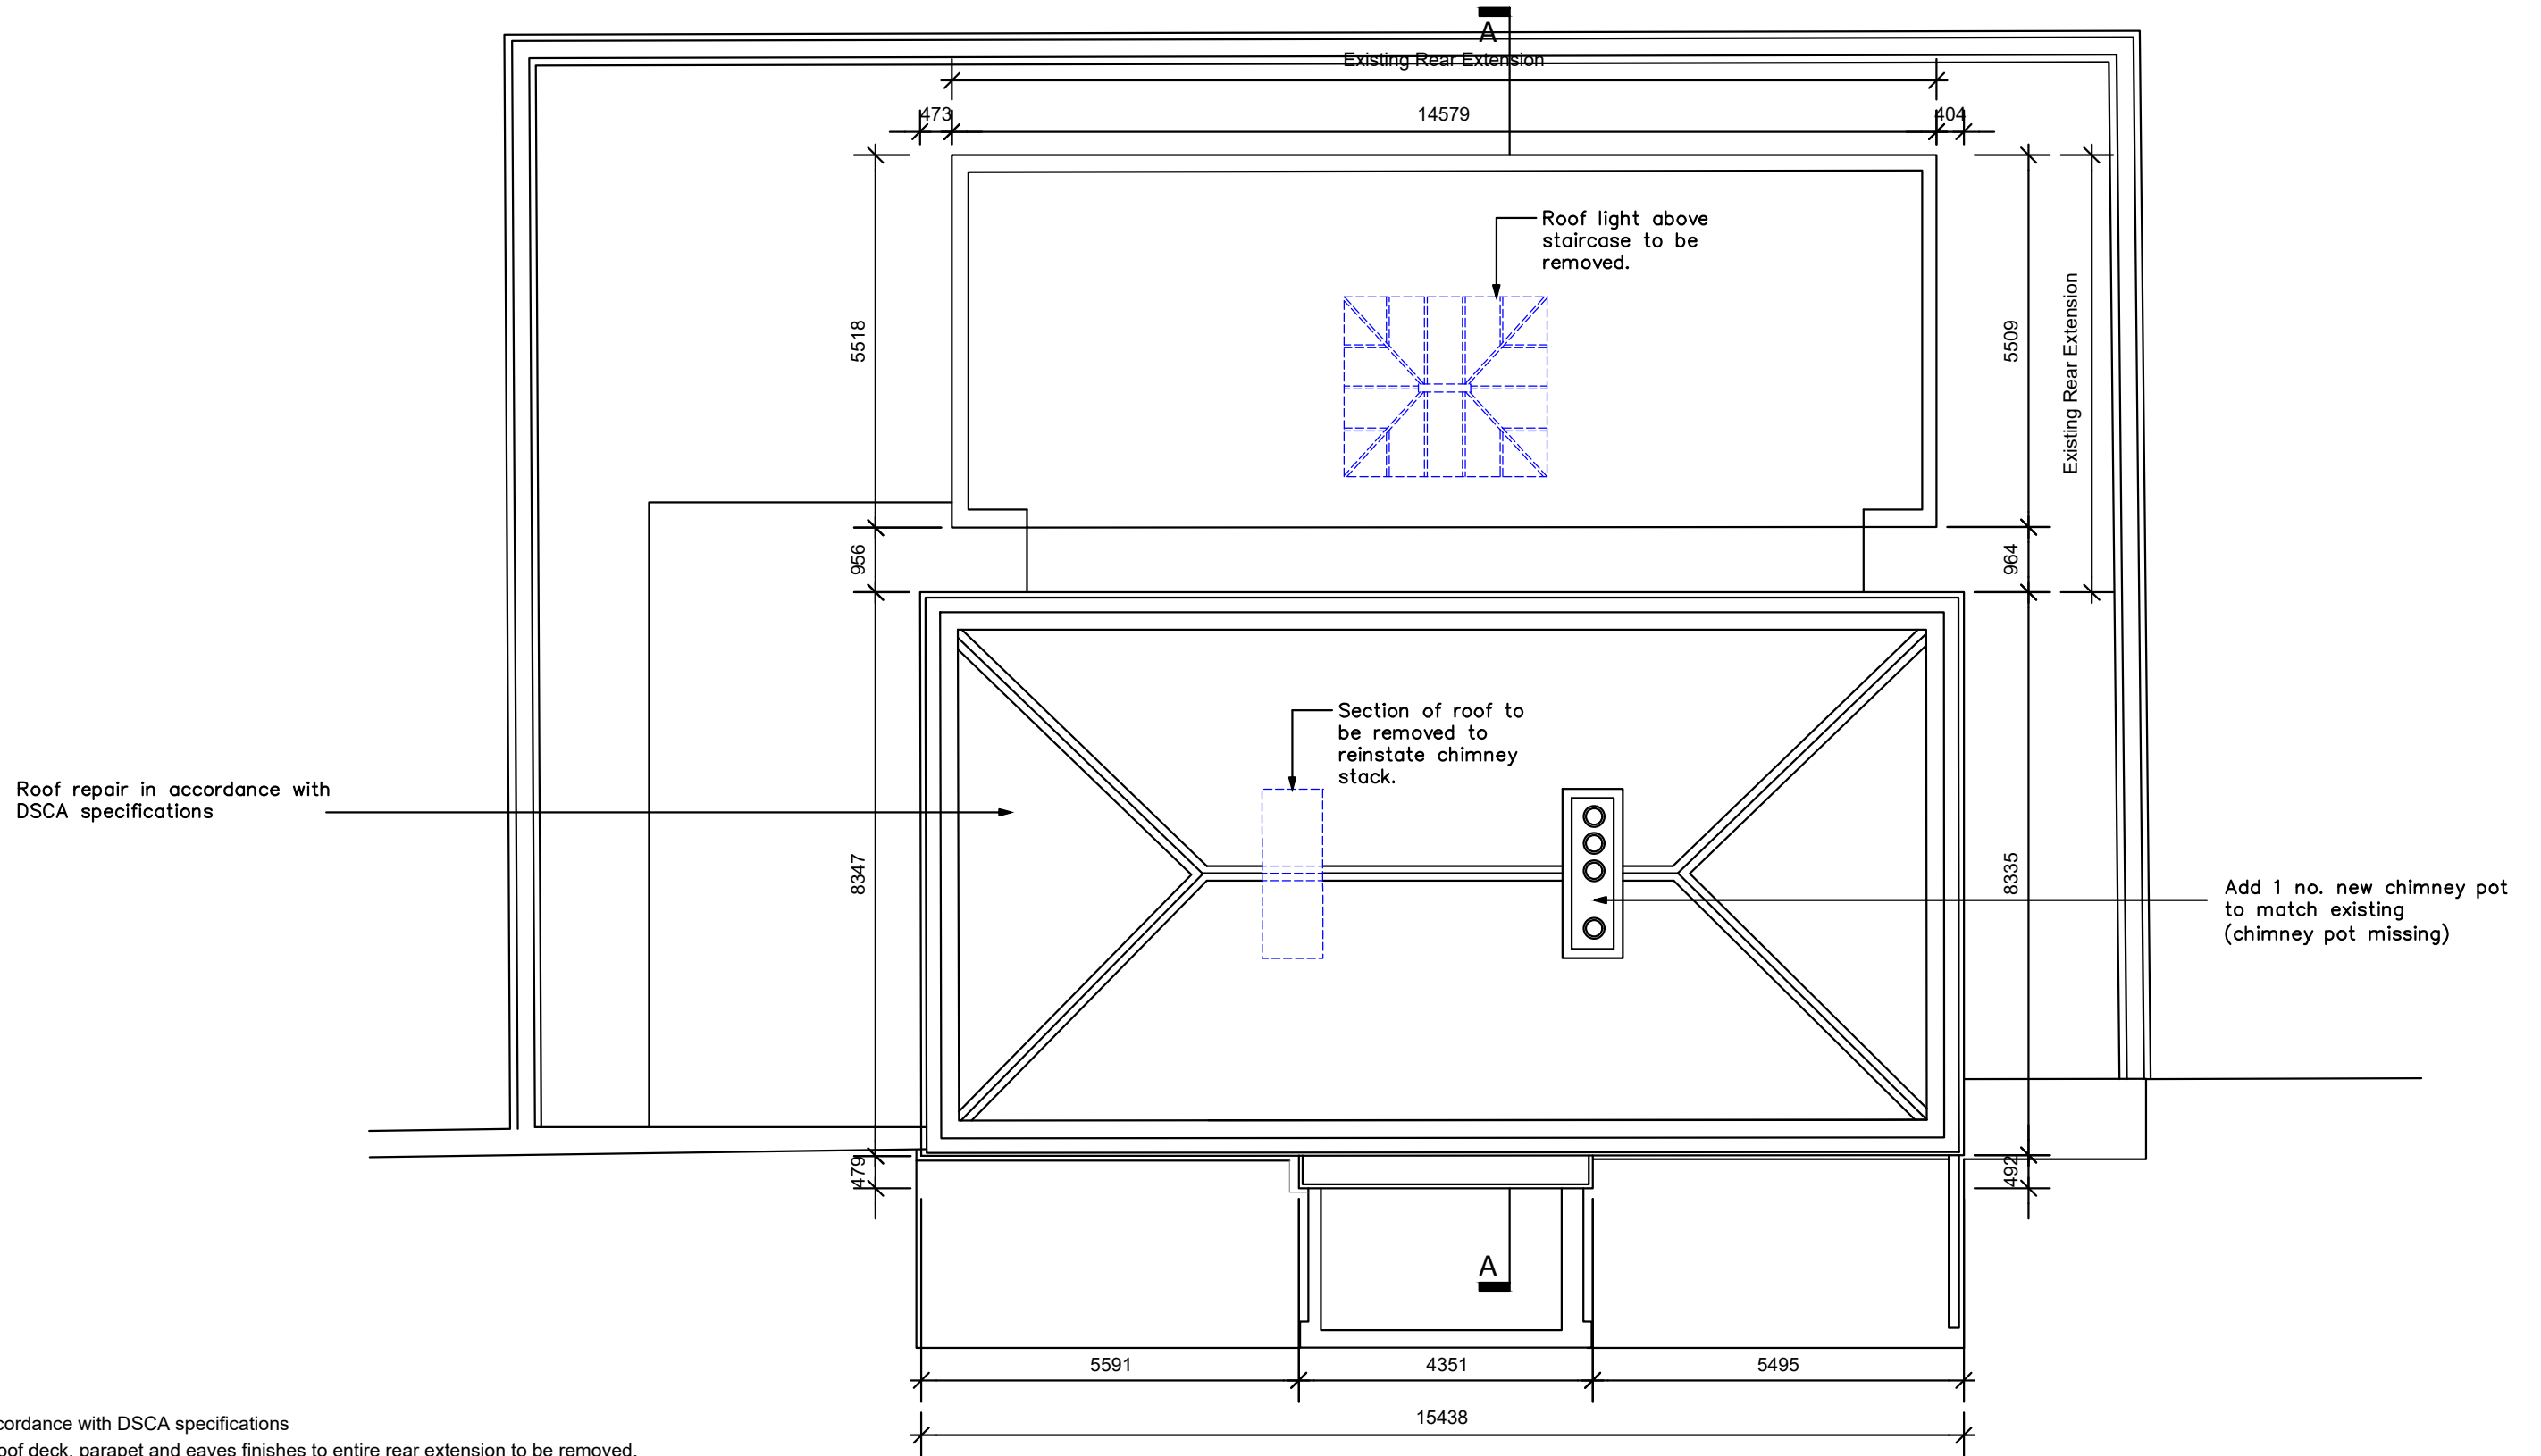 A
Existing Rear Extension
473
14579
404
Roof light above
staircase to be
removed.
5518
5509
Existing Rear Extension
956
964
Section of roof to
be removed to
reinstate chimney
stack.
Roof repair in accordance with
DSCA specifications
8347
8335
Add 1 no. new chimney pot
to match existing
(chimney pot missing)
479
492
A
5591
4351
5495
15438
cordance with DSCA specifications
oof deck, parapet and eaves finishes to entire rear extension to be removed.